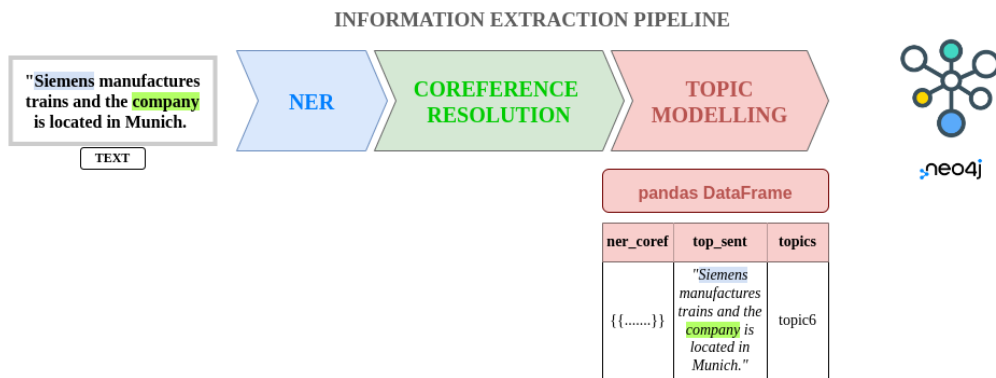 INFORMATION EXTRACTION PIPELINE
"Siemens manufactures
trains and the company
is located in Munich.
TEXT
NER
COREFERENCE
RESOLUTION
TOPIC
MODELLING
neo4j
pandas DataFrame
ner_coref top_sent topics
{{.......}}
"Siemens
manufactures
trains and the
company is
located in
Munich."
topic6